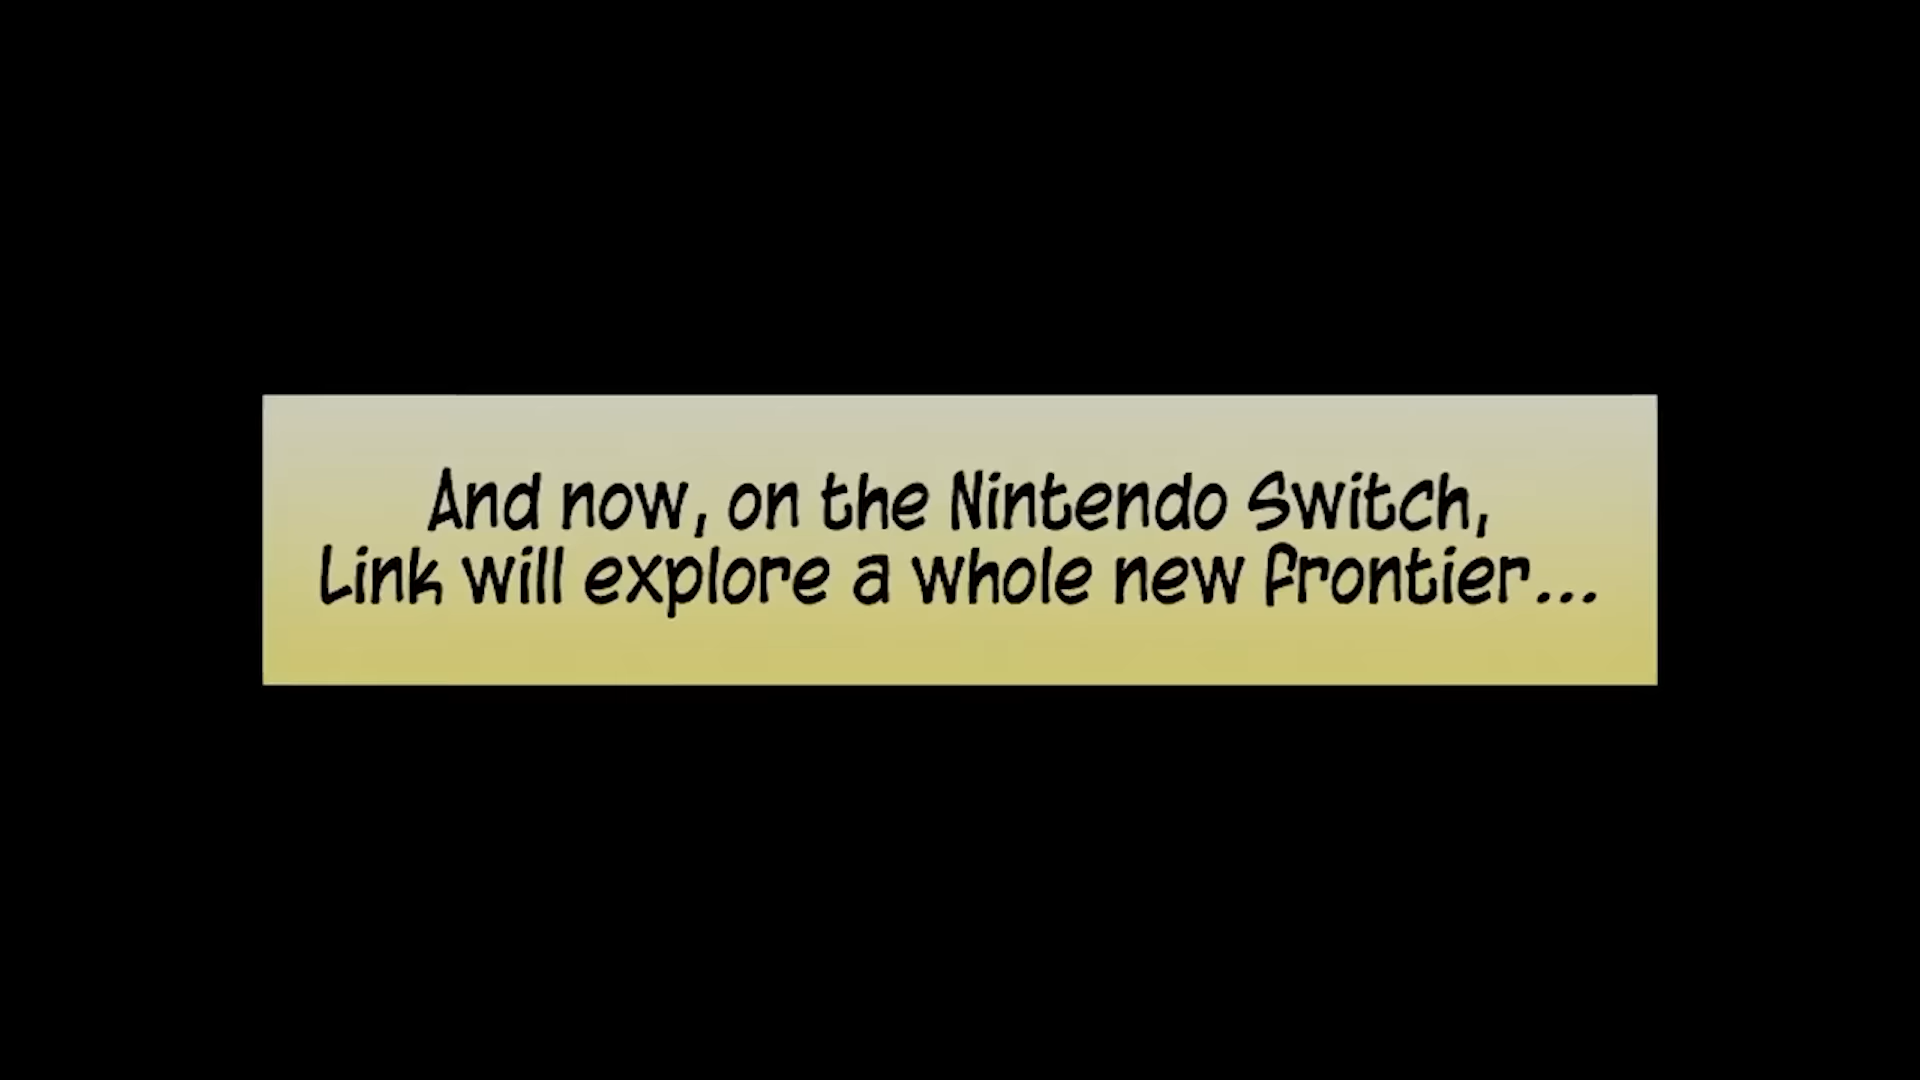 And now, on the Nintendo Switch,
Link will explore a whole new frontier...